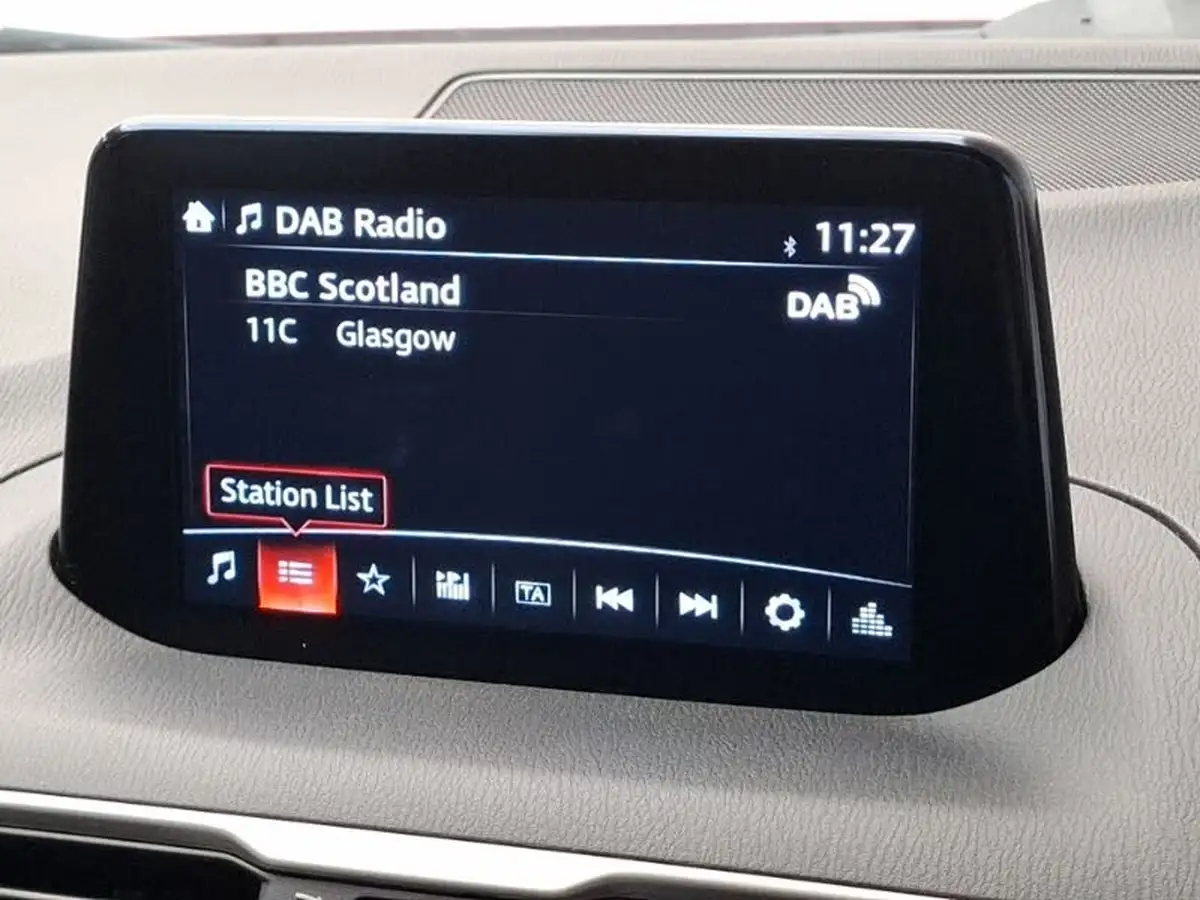 DAB Radio
11:27
BBC Scotland
DAB
11C Glasgow
Station List
TA